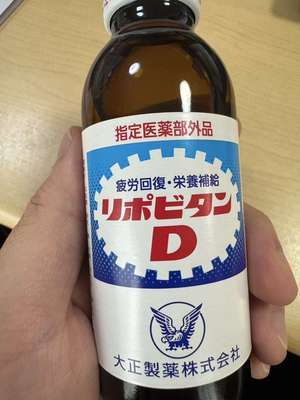 指定医薬部外品
疲労回復・栄養補給
リポビタン
D
大正製薬株式会社